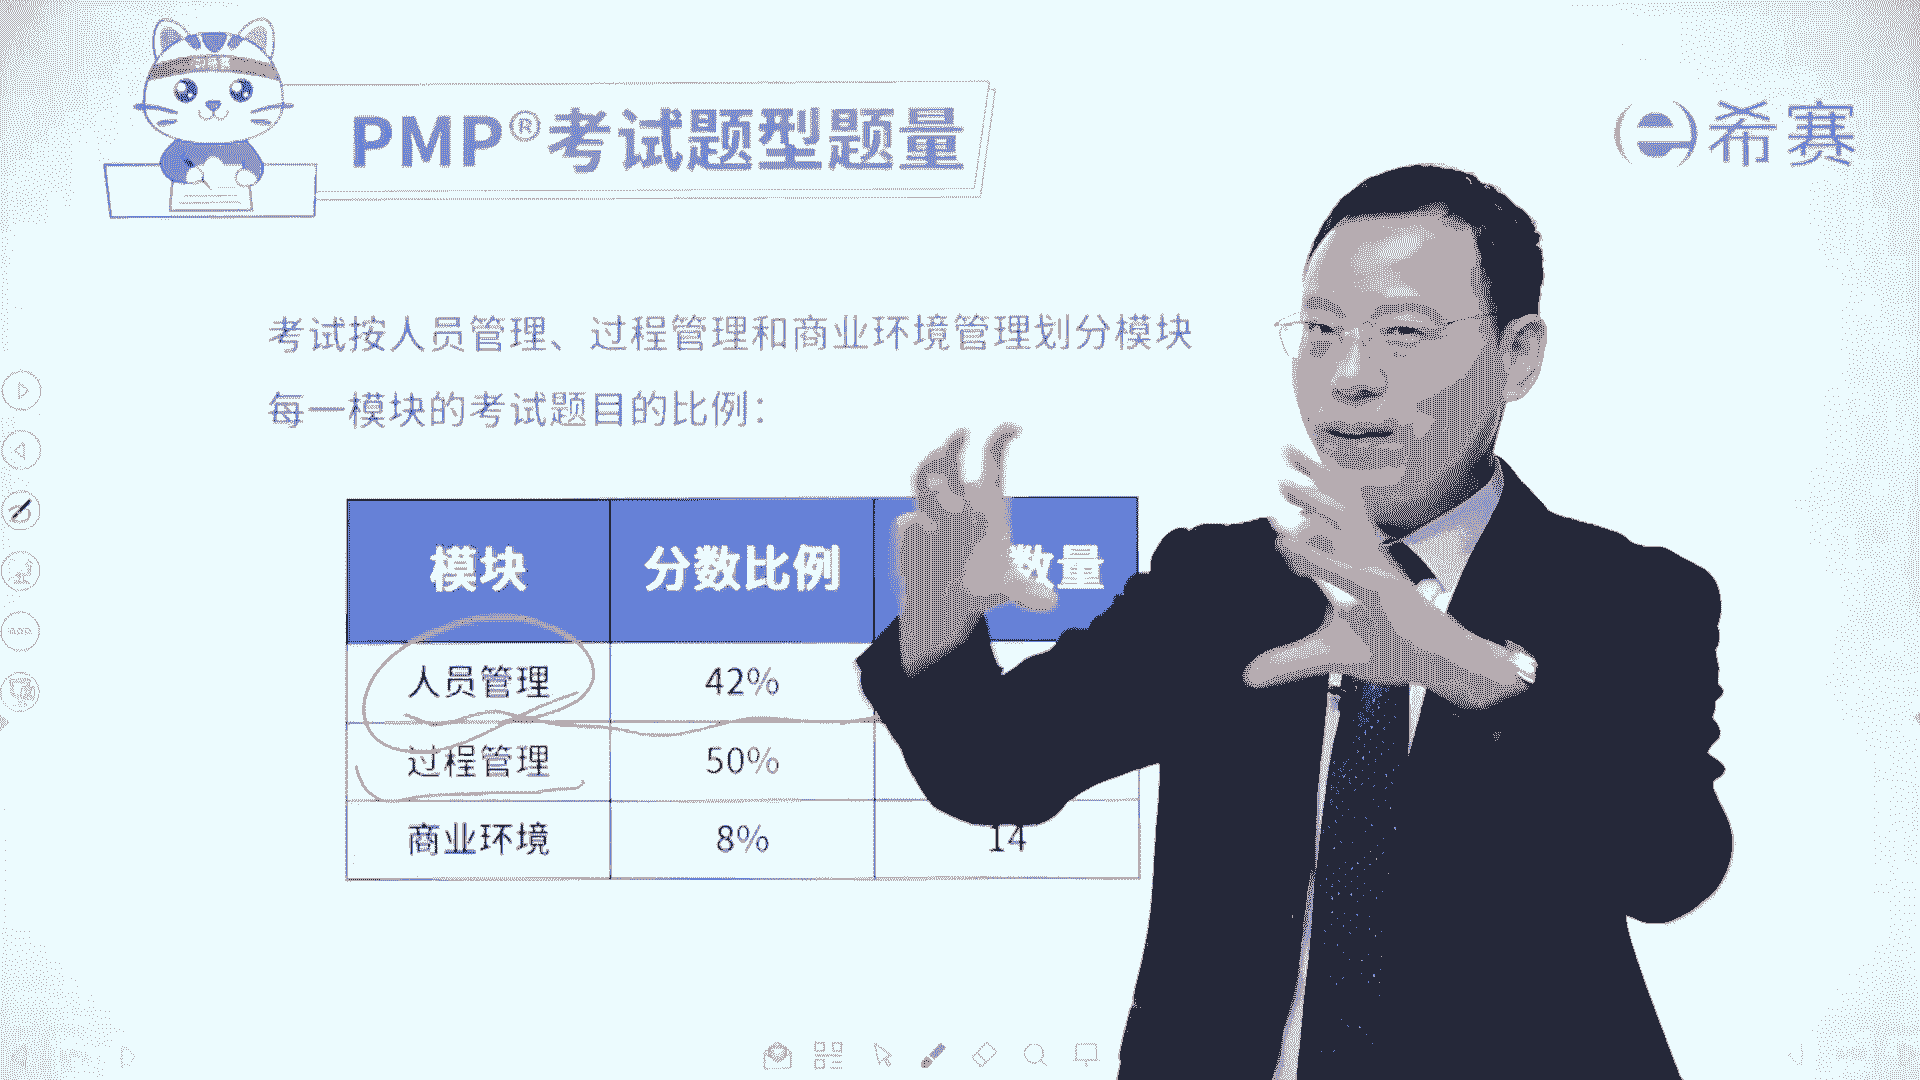 PMP®考试题型题量
希赛
考试按人员管理、过程管理和商业环境管理划分模块
每一模块的考试题目的比例：
模块 分数比例 数量
人员管理 42%
过程管理 50%
商业环境 8% 14